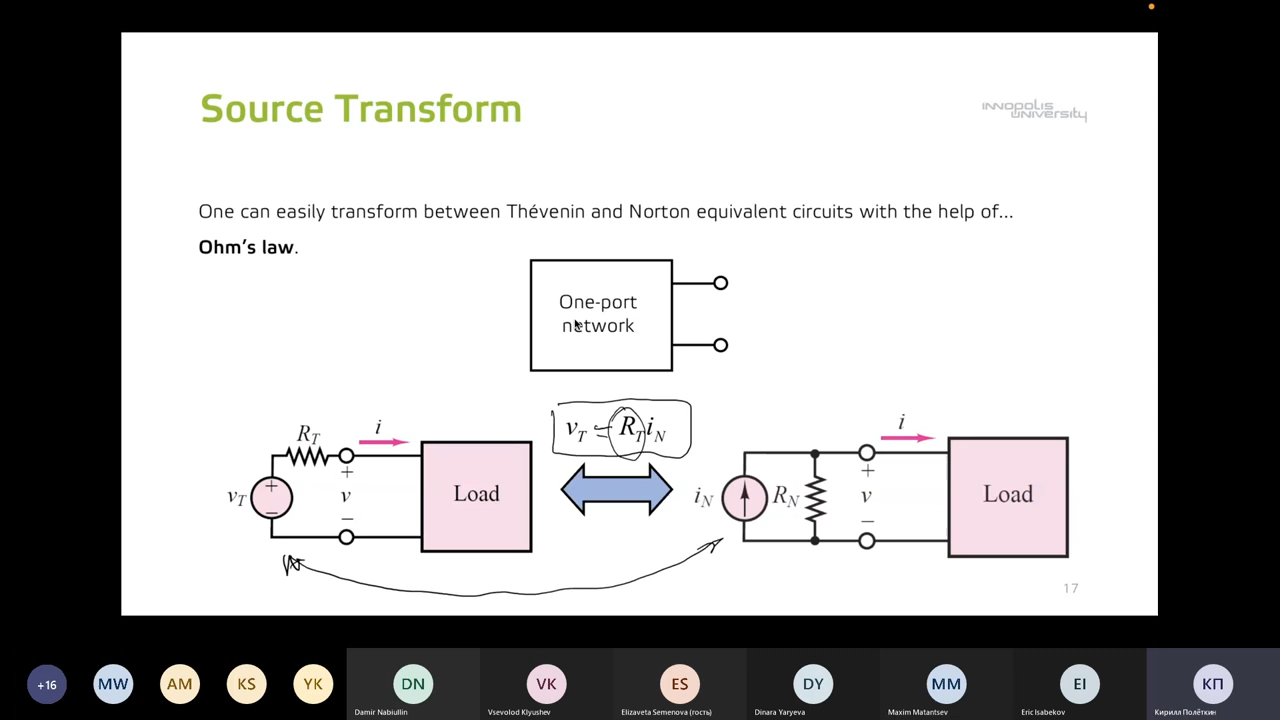 Source Transform
INNOPOLIS
UNIVERSITY
One can easily transform between Thévenin and Norton equivalent circuits with the help of...
Ohm's law.
One-port
network
v_T = R_T i_N
R_T
i
v_T
+
−
+
v
−
Load
i_N
R_N
i
+
v
−
Load
17
+16
MW
AM
KS
YK
DN
VK
ES
DY
MM
EI
КП
Damir Nabiullin
Vsevolod Klyushev
Elizaveta Semenova (гость)
Dinara Yaryeva
Maxim Matantsev
Eric Isabekov
Кирилл Полёткин